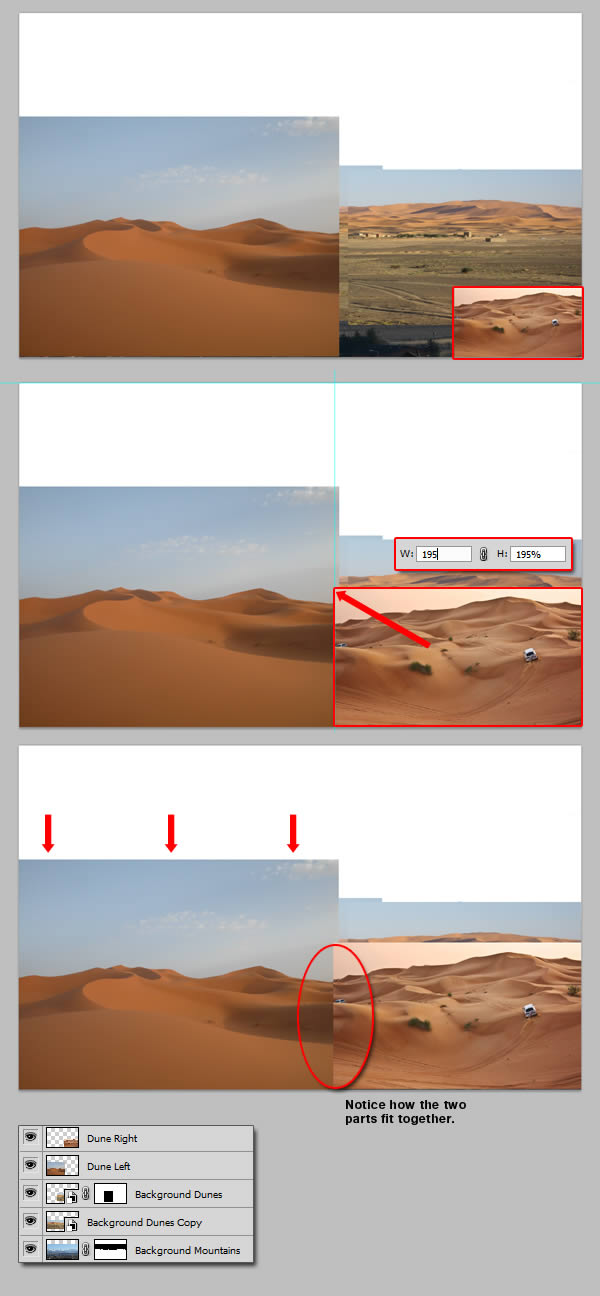 W: 195 H: 195%
Notice how the two
parts fit together.
Dune Right
Dune Left
Background Dunes
Background Dunes Copy
Background Mountains